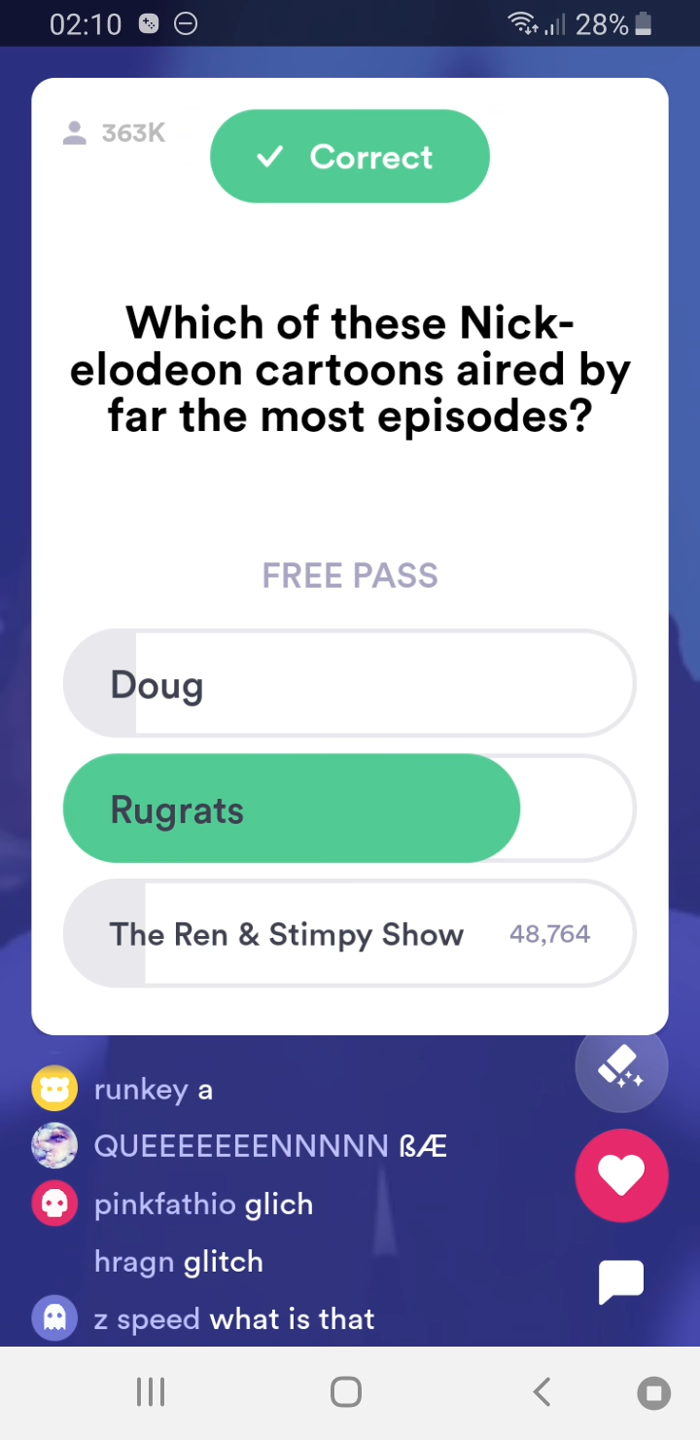 02:10 28%
363K
Correct
Which of these Nick-
elodeon cartoons aired by
far the most episodes?
FREE PASS
Doug
Rugrats
The Ren & Stimpy Show 48,764
runkey a
QUEEEEEEENNNNN ßÆ
pinkfathio glich
hragn glitch
z speed what is that